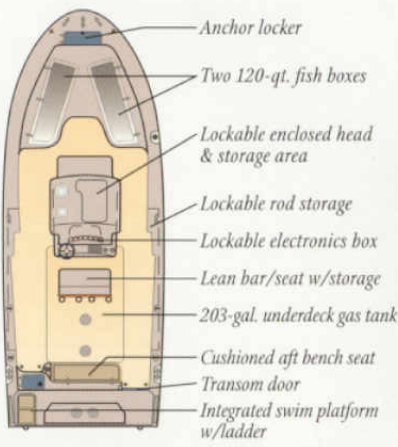 Anchor locker
Two 120-qt. fish boxes
Lockable enclosed head
& storage area
Lockable rod storage
Lockable electronics box
Lean bar/seat w/storage
203-gal. underdeck gas tank
Cushioned aft bench seat
Transom door
Integrated swim platform
w/ladder